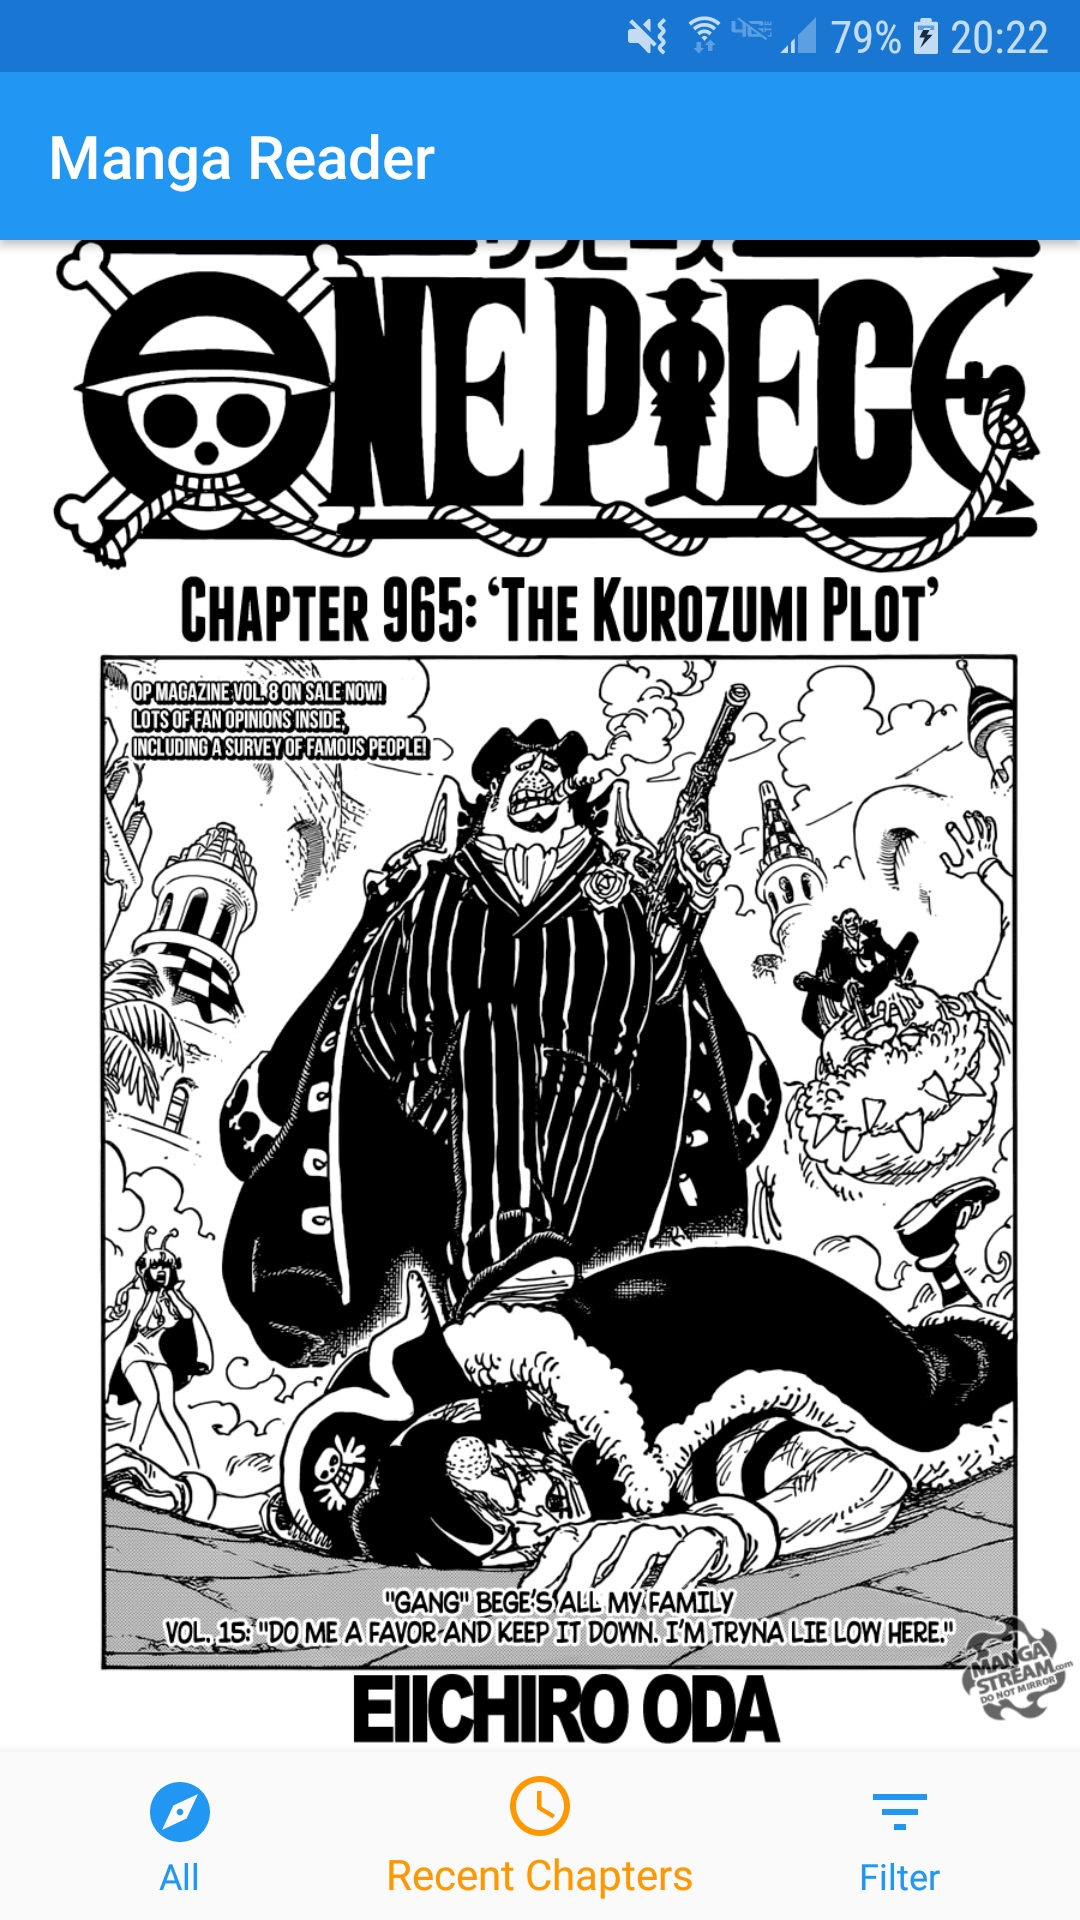 79% 20:22
Manga Reader
ONE PIECE
CHAPTER 965: ‘THE KUROZUMI PLOT’
OP MAGAZINE VOL. 8 ON SALE NOW!
LOTS OF FAN OPINIONS INSIDE,
INCLUDING A SURVEY OF FAMOUS PEOPLE!
"GANG" BEGE'S ALL MY FAMILY
VOL. 15: "DO ME A FAVOR AND KEEP IT DOWN. I'M TRYNA LIE LOW HERE."
MANGA
STREAM.com
DO NOT MIRROR
EIICHIRO ODA
All
Recent Chapters
Filter